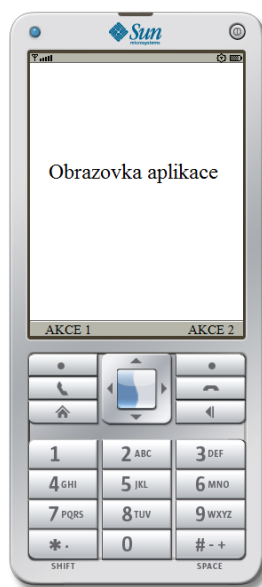 Sun
microsystems
Obrazovka aplikace
AKCE 1 AKCE 2
1 2 ABC 3 DEF
4 GHI 5 JKL 6 MNO
7 PQRS 8 TUV 9 WXYZ
* . 0 # - +
SHIFT SPACE